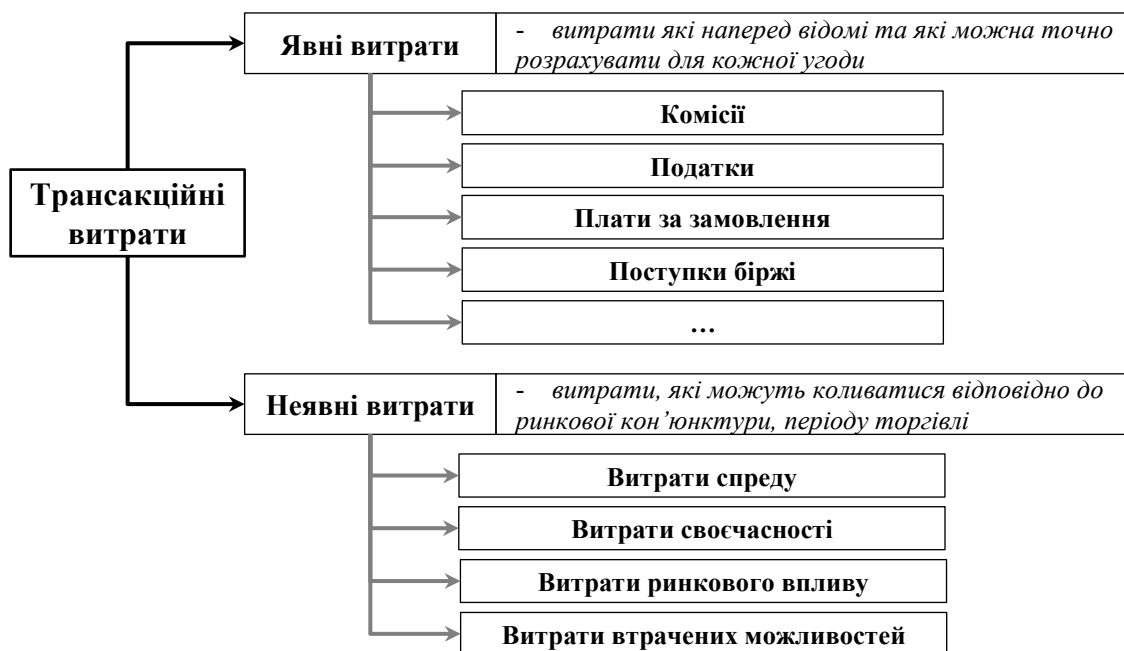 Явні витрати
- витрати які наперед відомі та які можна точно
розрахувати для кожної угоди
Комісії
Податки
Трансакційні
витрати
Плати за замовлення
Поступки біржі
…
Неявні витрати
- витрати, які можуть коливатися відповідно до
ринкової кон’юнктури, періоду торгівлі
Витрати спреду
Витрати своєчасності
Витрати ринкового впливу
Витрати втрачених можливостей